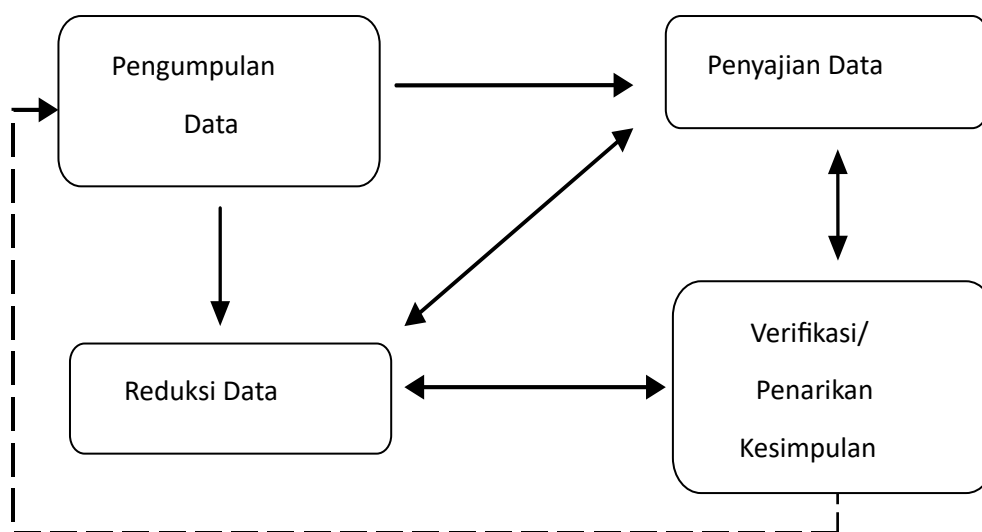 Pengumpulan
Data
Penyajian Data
Reduksi Data
Verifikasi/
Penarikan
Kesimpulan